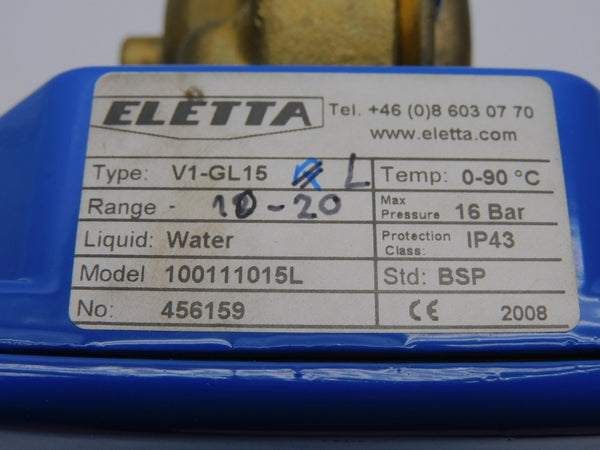 ELETTA
Tel. +46 (0)8 603 07 70
www.eletta.com
Type: V1-GL15 L
Temp: 0-90 °C
Range - 10-20
Max Pressure 16 Bar
Liquid: Water
Protection Class: IP43
Model 100111015L
Std: BSP
No: 456159
CE 2008